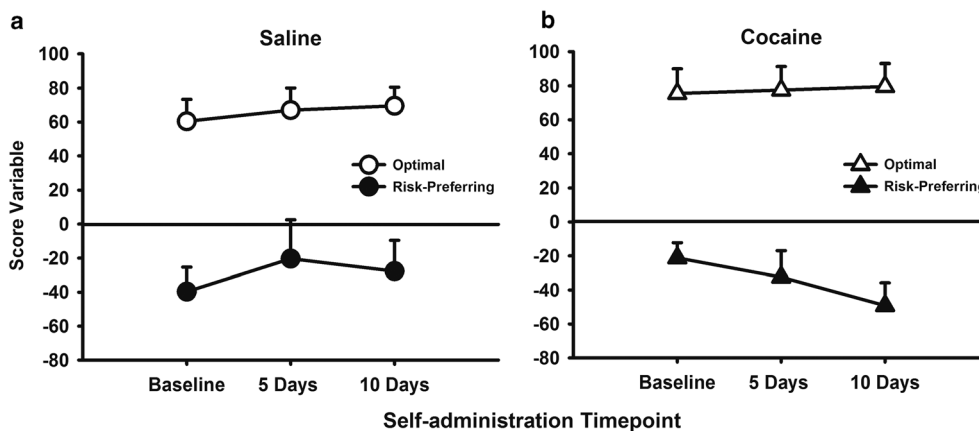 a
Saline
100
80
60
40
20
0
-20
-40
-60
-80
Score Variable
Optimal
Risk-Preferring
Baseline
5 Days
10 Days
b
Cocaine
100
80
60
40
20
0
-20
-40
-60
-80
Optimal
Risk-Preferring
Baseline
5 Days
10 Days
Self-administration Timepoint